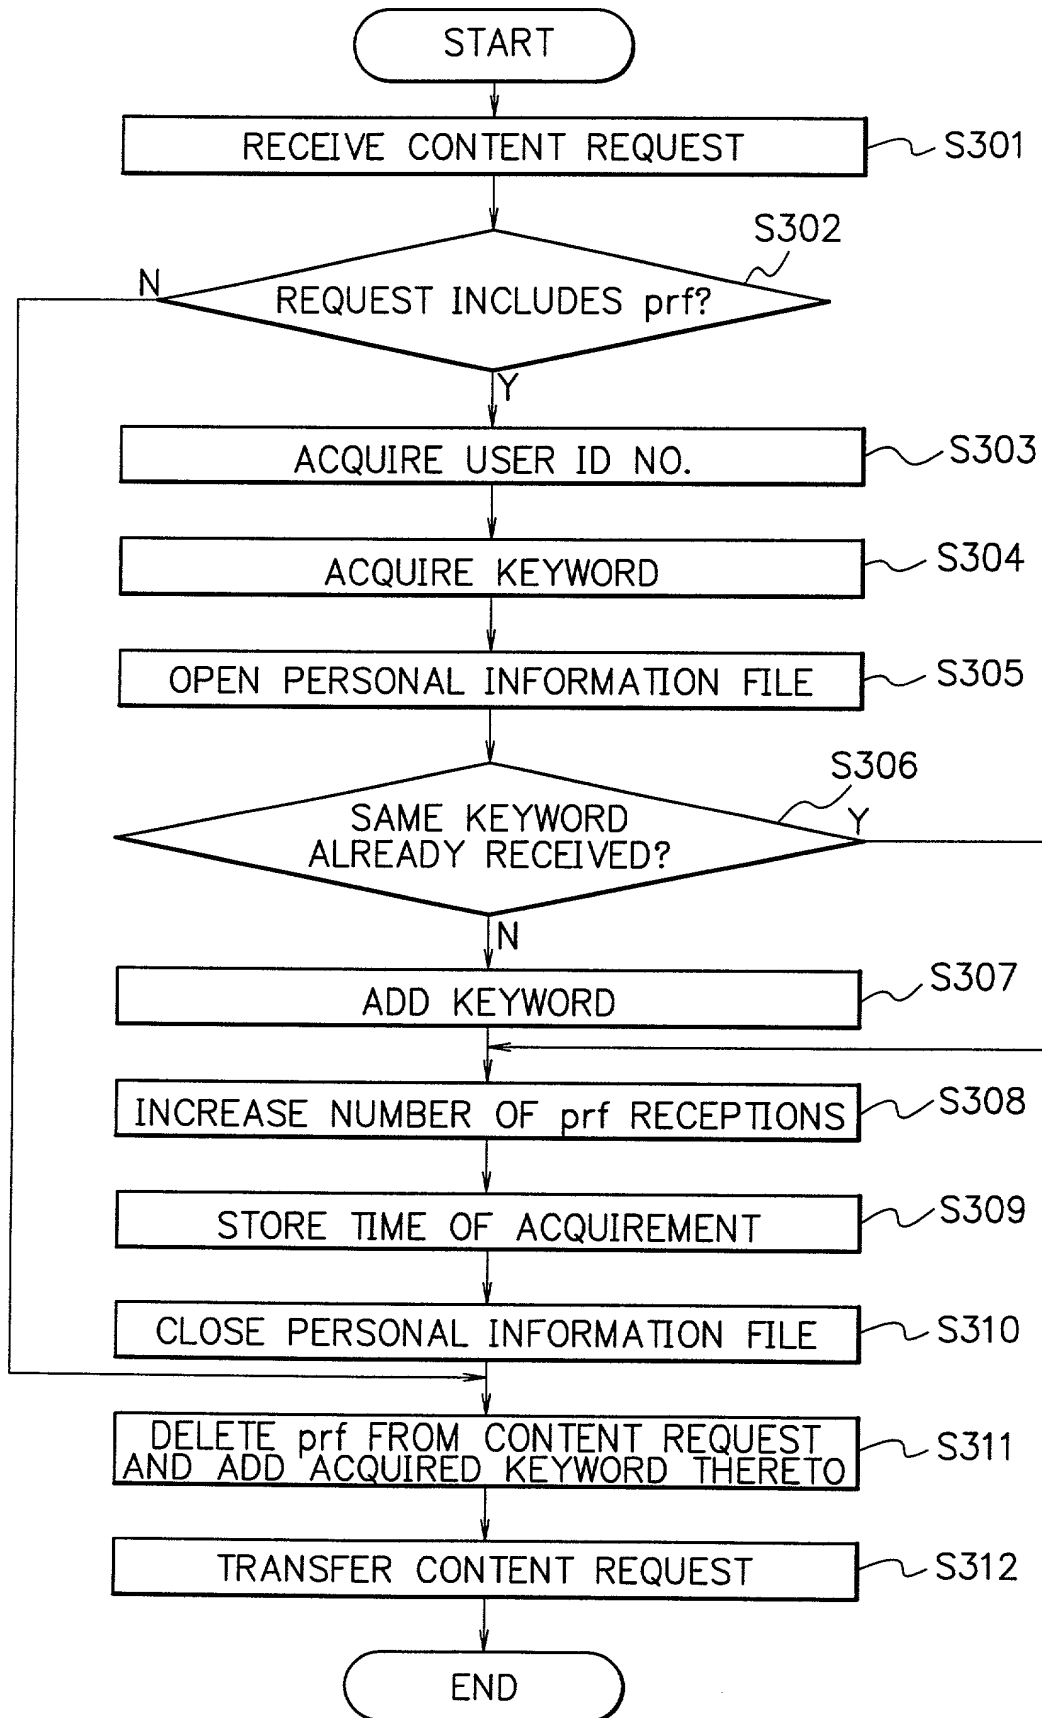 START
RECEIVE CONTENT REQUEST
S301
S302
N
REQUEST INCLUDES prf?
Y
ACQUIRE USER ID NO.
S303
ACQUIRE KEYWORD
S304
OPEN PERSONAL INFORMATION FILE
S305
S306
SAME KEYWORD
ALREADY RECEIVED?
Y
N
ADD KEYWORD
S307
INCREASE NUMBER OF prf RECEPTIONS
S308
STORE TIME OF ACQUIREMENT
S309
CLOSE PERSONAL INFORMATION FILE
S310
DELETE prf FROM CONTENT REQUEST
AND ADD ACQUIRED KEYWORD THERETO
S311
TRANSFER CONTENT REQUEST
S312
END